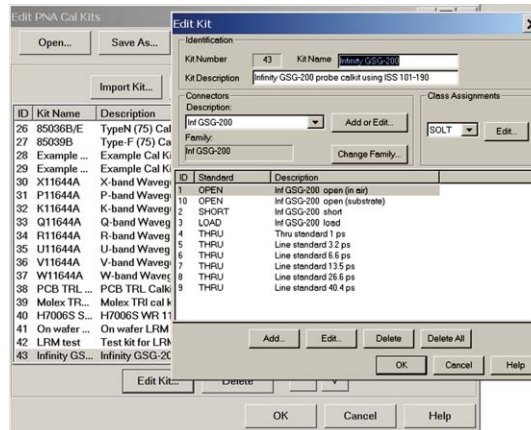 Edit PNA Cal Kits
Open...
Save As...
Import Kit...
ID Kit Name Description
26 85036B/E TypeN (75) Cal
27 85039B Type-F (75) Cal
28 Example ... Example Cal Ki
29 Example ... Example Cal Ki
30 X11644A X-band Waveg
31 P11644A P-band Waveg
32 K11644A K-band Waveg
33 Q11644A Q-band Waveg
34 R11644A R-band Waveg
35 U11644A U-band Waveg
36 V11644A V-band Waveg
37 W11644A W-band Waveg
38 PCB TRL ... PCB TRL Calki
39 Molex TR... Molex TRl cal k
40 H7006S S... H7006S WR 11
41 On wafer ... On wafer LRM
42 LRM test Test kit for LRM
43 Infinity GS... Infinity GSG-20
Edit Kit...
Delete
OK
Cancel
Help
Edit Kit
Identification
Kit Number 43 Kit Name Infinity GSG-200
Kit Description Infinity GSG-200 probe calkit using ISS 101-190
Connectors
Description:
Inf GSG-200
Add or Edit...
Family:
Inf GSG-200
Change Family...
Class Assignments
SOLT
Edit...
ID Standard Description
1 OPEN Inf GSG-200 open (in air)
10 OPEN Inf GSG-200 open (substrate)
2 SHORT Inf GSG-200 short
3 LOAD Inf GSG-200 load
4 THRU Thru standard 1 ps
5 THRU Line standard 3.2 ps
6 THRU Line standard 6.6 ps
7 THRU Line standard 13.5 ps
8 THRU Line standard 26.6 ps
9 THRU Line standard 40.4 ps
Add...
Edit...
Delete
Delete All
OK
Cancel
Help